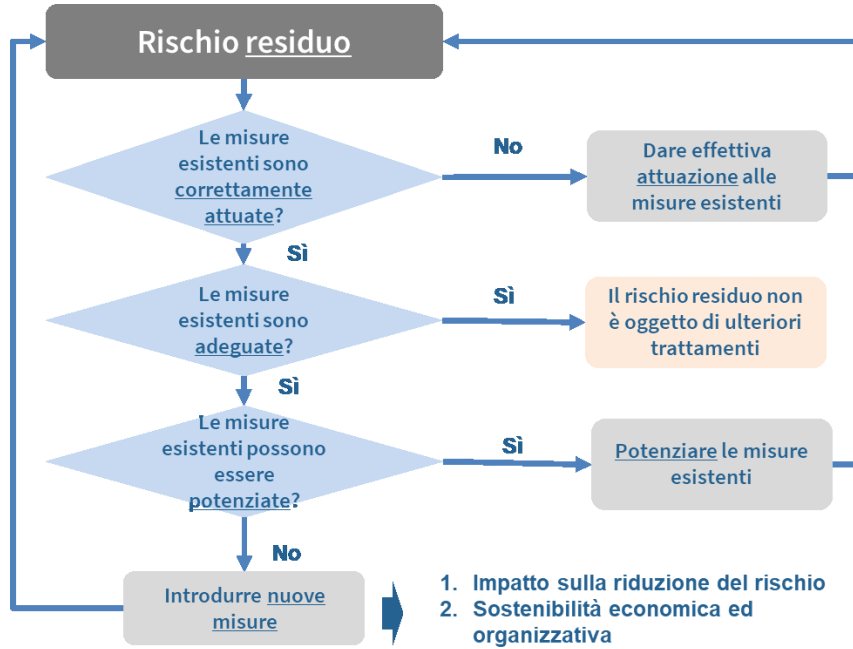 Rischio residuo
Le misure
esistenti sono
correttamente
attuate?
No
Dare effettiva
attuazione alle
misure esistenti
Sì
Le misure
esistenti sono
adeguate?
Sì
Il rischio residuo non
è oggetto di ulteriori
trattamenti
Sì
Le misure
esistenti possono
essere
potenziate?
Sì
Potenziare le misure
esistenti
No
Introdurre nuove
misure
1. Impatto sulla riduzione del rischio
2. Sostenibilità economica ed
organizzativa